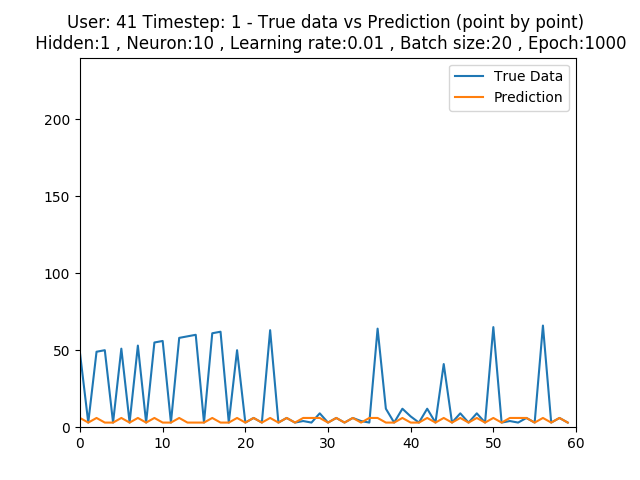 User: 41 Timestep: 1 - True data vs Prediction (point by point)
Hidden:1 , Neuron:10 , Learning rate:0.01 , Batch size:20 , Epoch:1000
True Data
Prediction
200
150
100
50
0
0 10 20 30 40 50 60